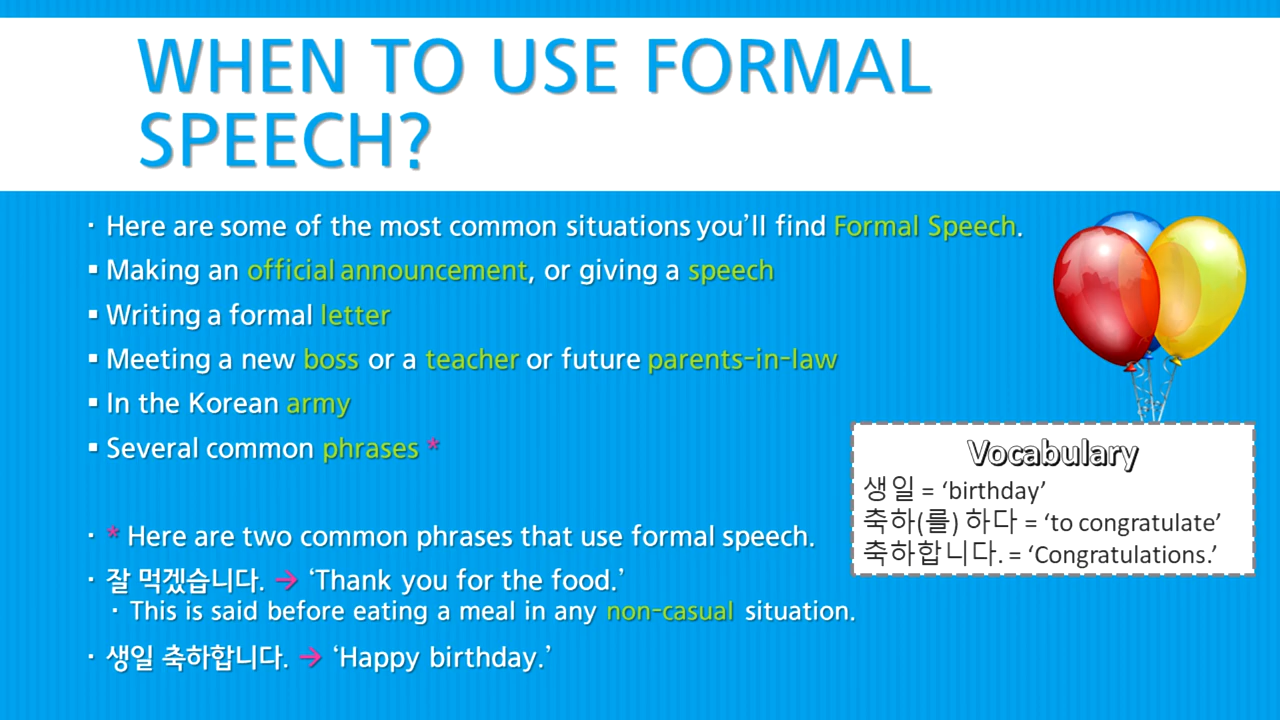 WHEN TO USE FORMAL
SPEECH?
· Here are some of the most common situations you'll find Formal Speech.
▪ Making an official announcement, or giving a speech
▪ Writing a formal letter
▪ Meeting a new boss or a teacher or future parents-in-law
▪ In the Korean army
▪ Several common phrases *
· * Here are two common phrases that use formal speech.
· 잘 먹겠습니다. → ‘Thank you for the food.’
· This is said before eating a meal in any non-casual situation.
· 생일 축하합니다. → ‘Happy birthday.’
Vocabulary
생일 = ‘birthday’
축하(를) 하다 = ‘to congratulate’
축하합니다. = ‘Congratulations.’